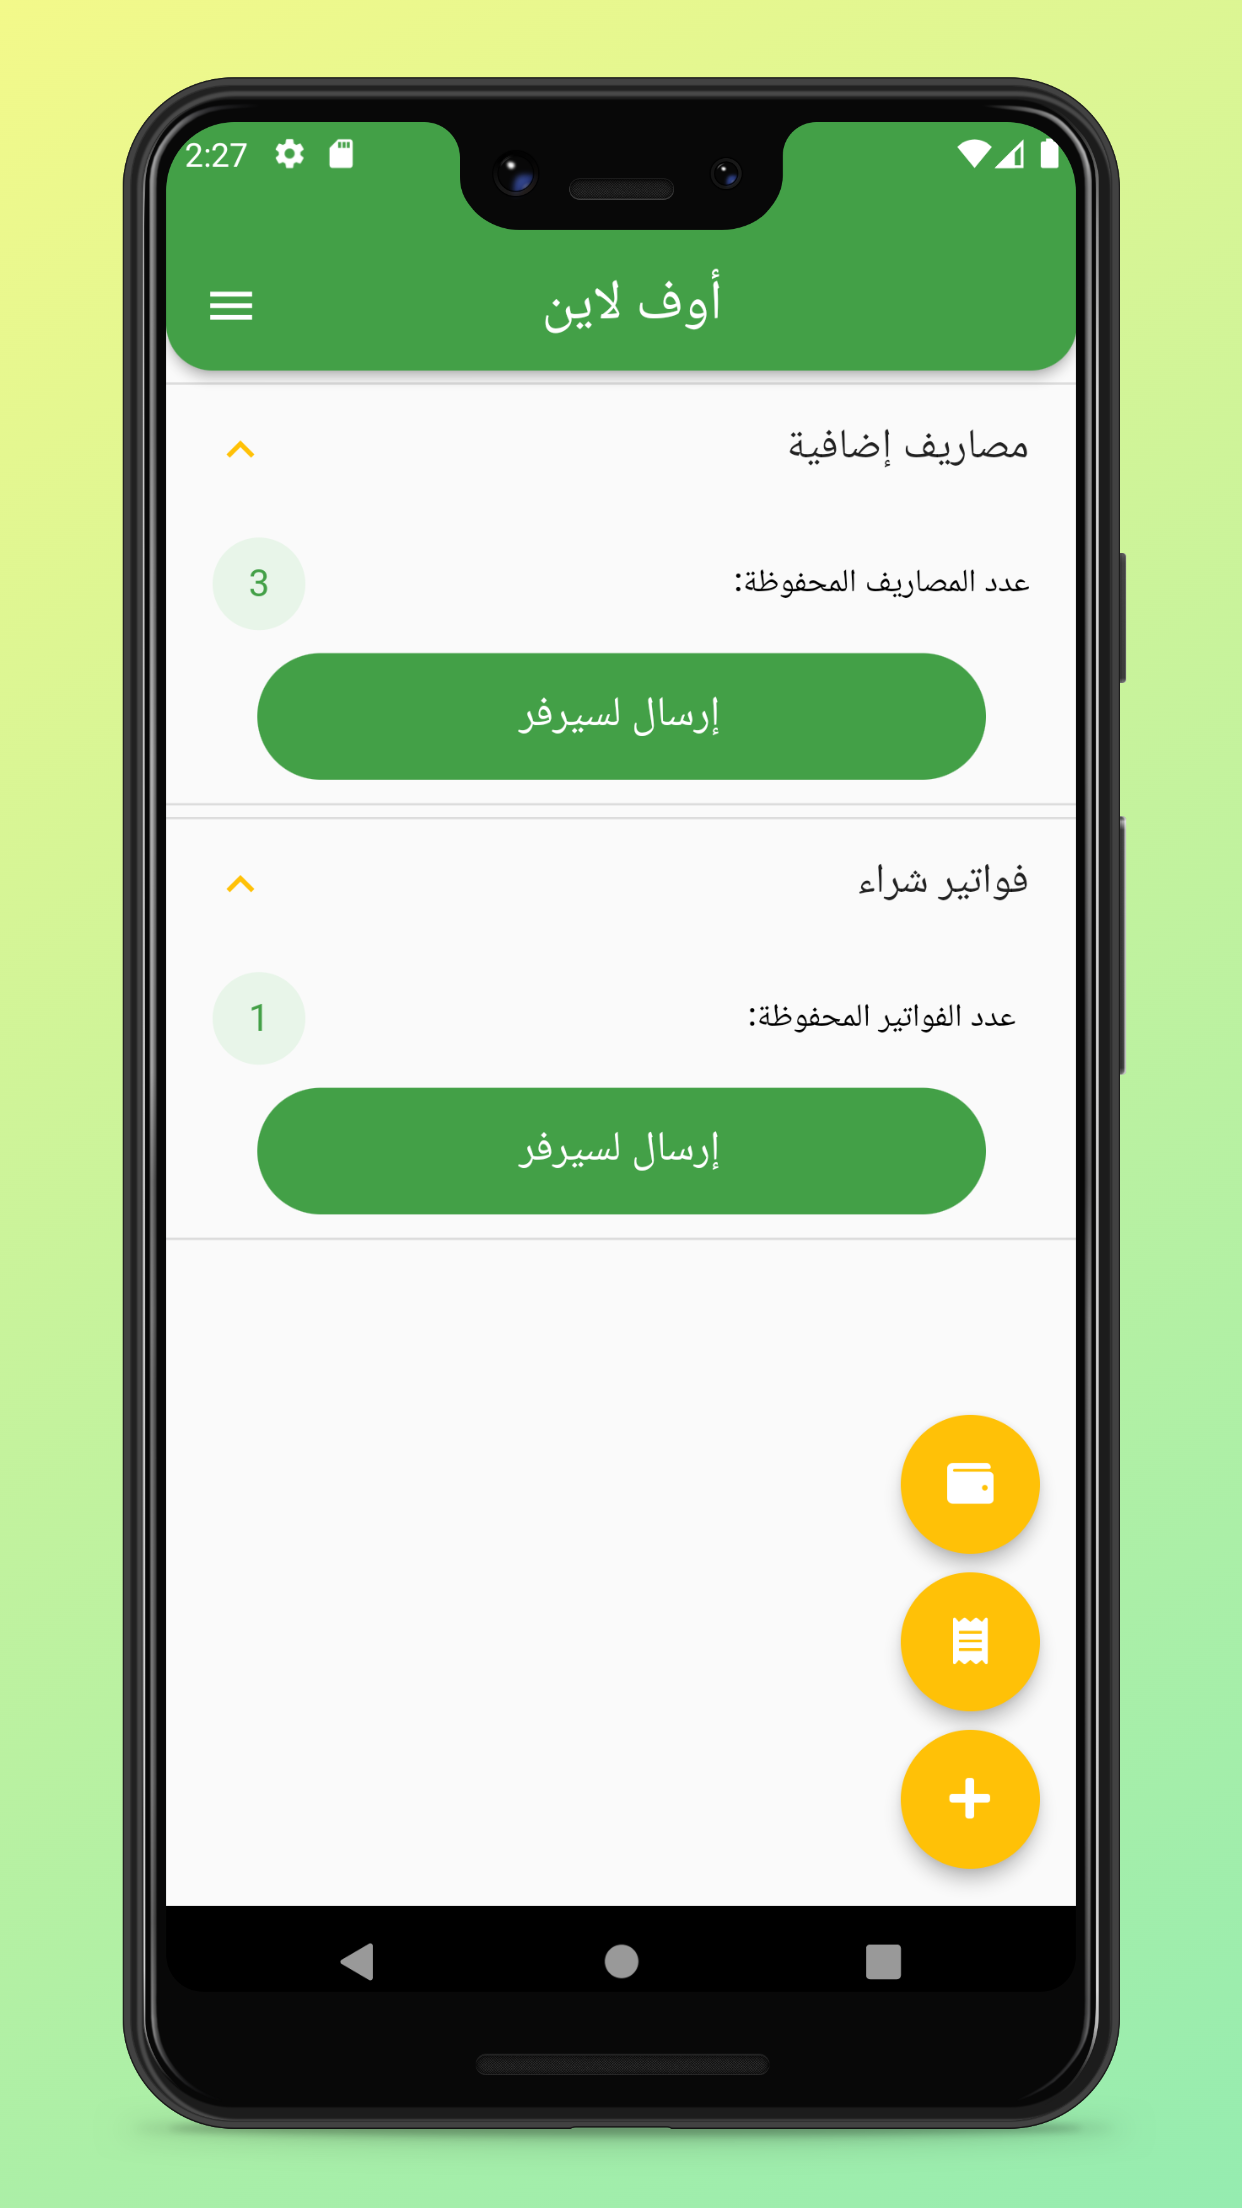 2:27
أوف لاين
مصاريف إضافية
عدد المصاريف المحفوظة:
3
إرسال لسيرفر
فواتير شراء
عدد الفواتير المحفوظة:
1
إرسال لسيرفر